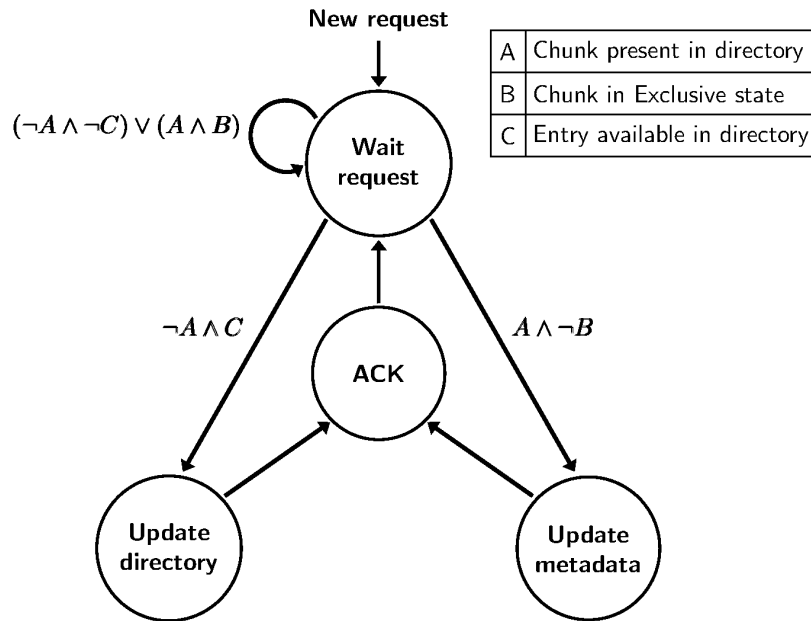 New request
A Chunk present in directory
B Chunk in Exclusive state
C Entry available in directory
(¬A ∧ ¬C) ∨ (A ∧ B)
Wait
request
¬A ∧ C
A ∧ ¬B
ACK
Update
directory
Update
metadata